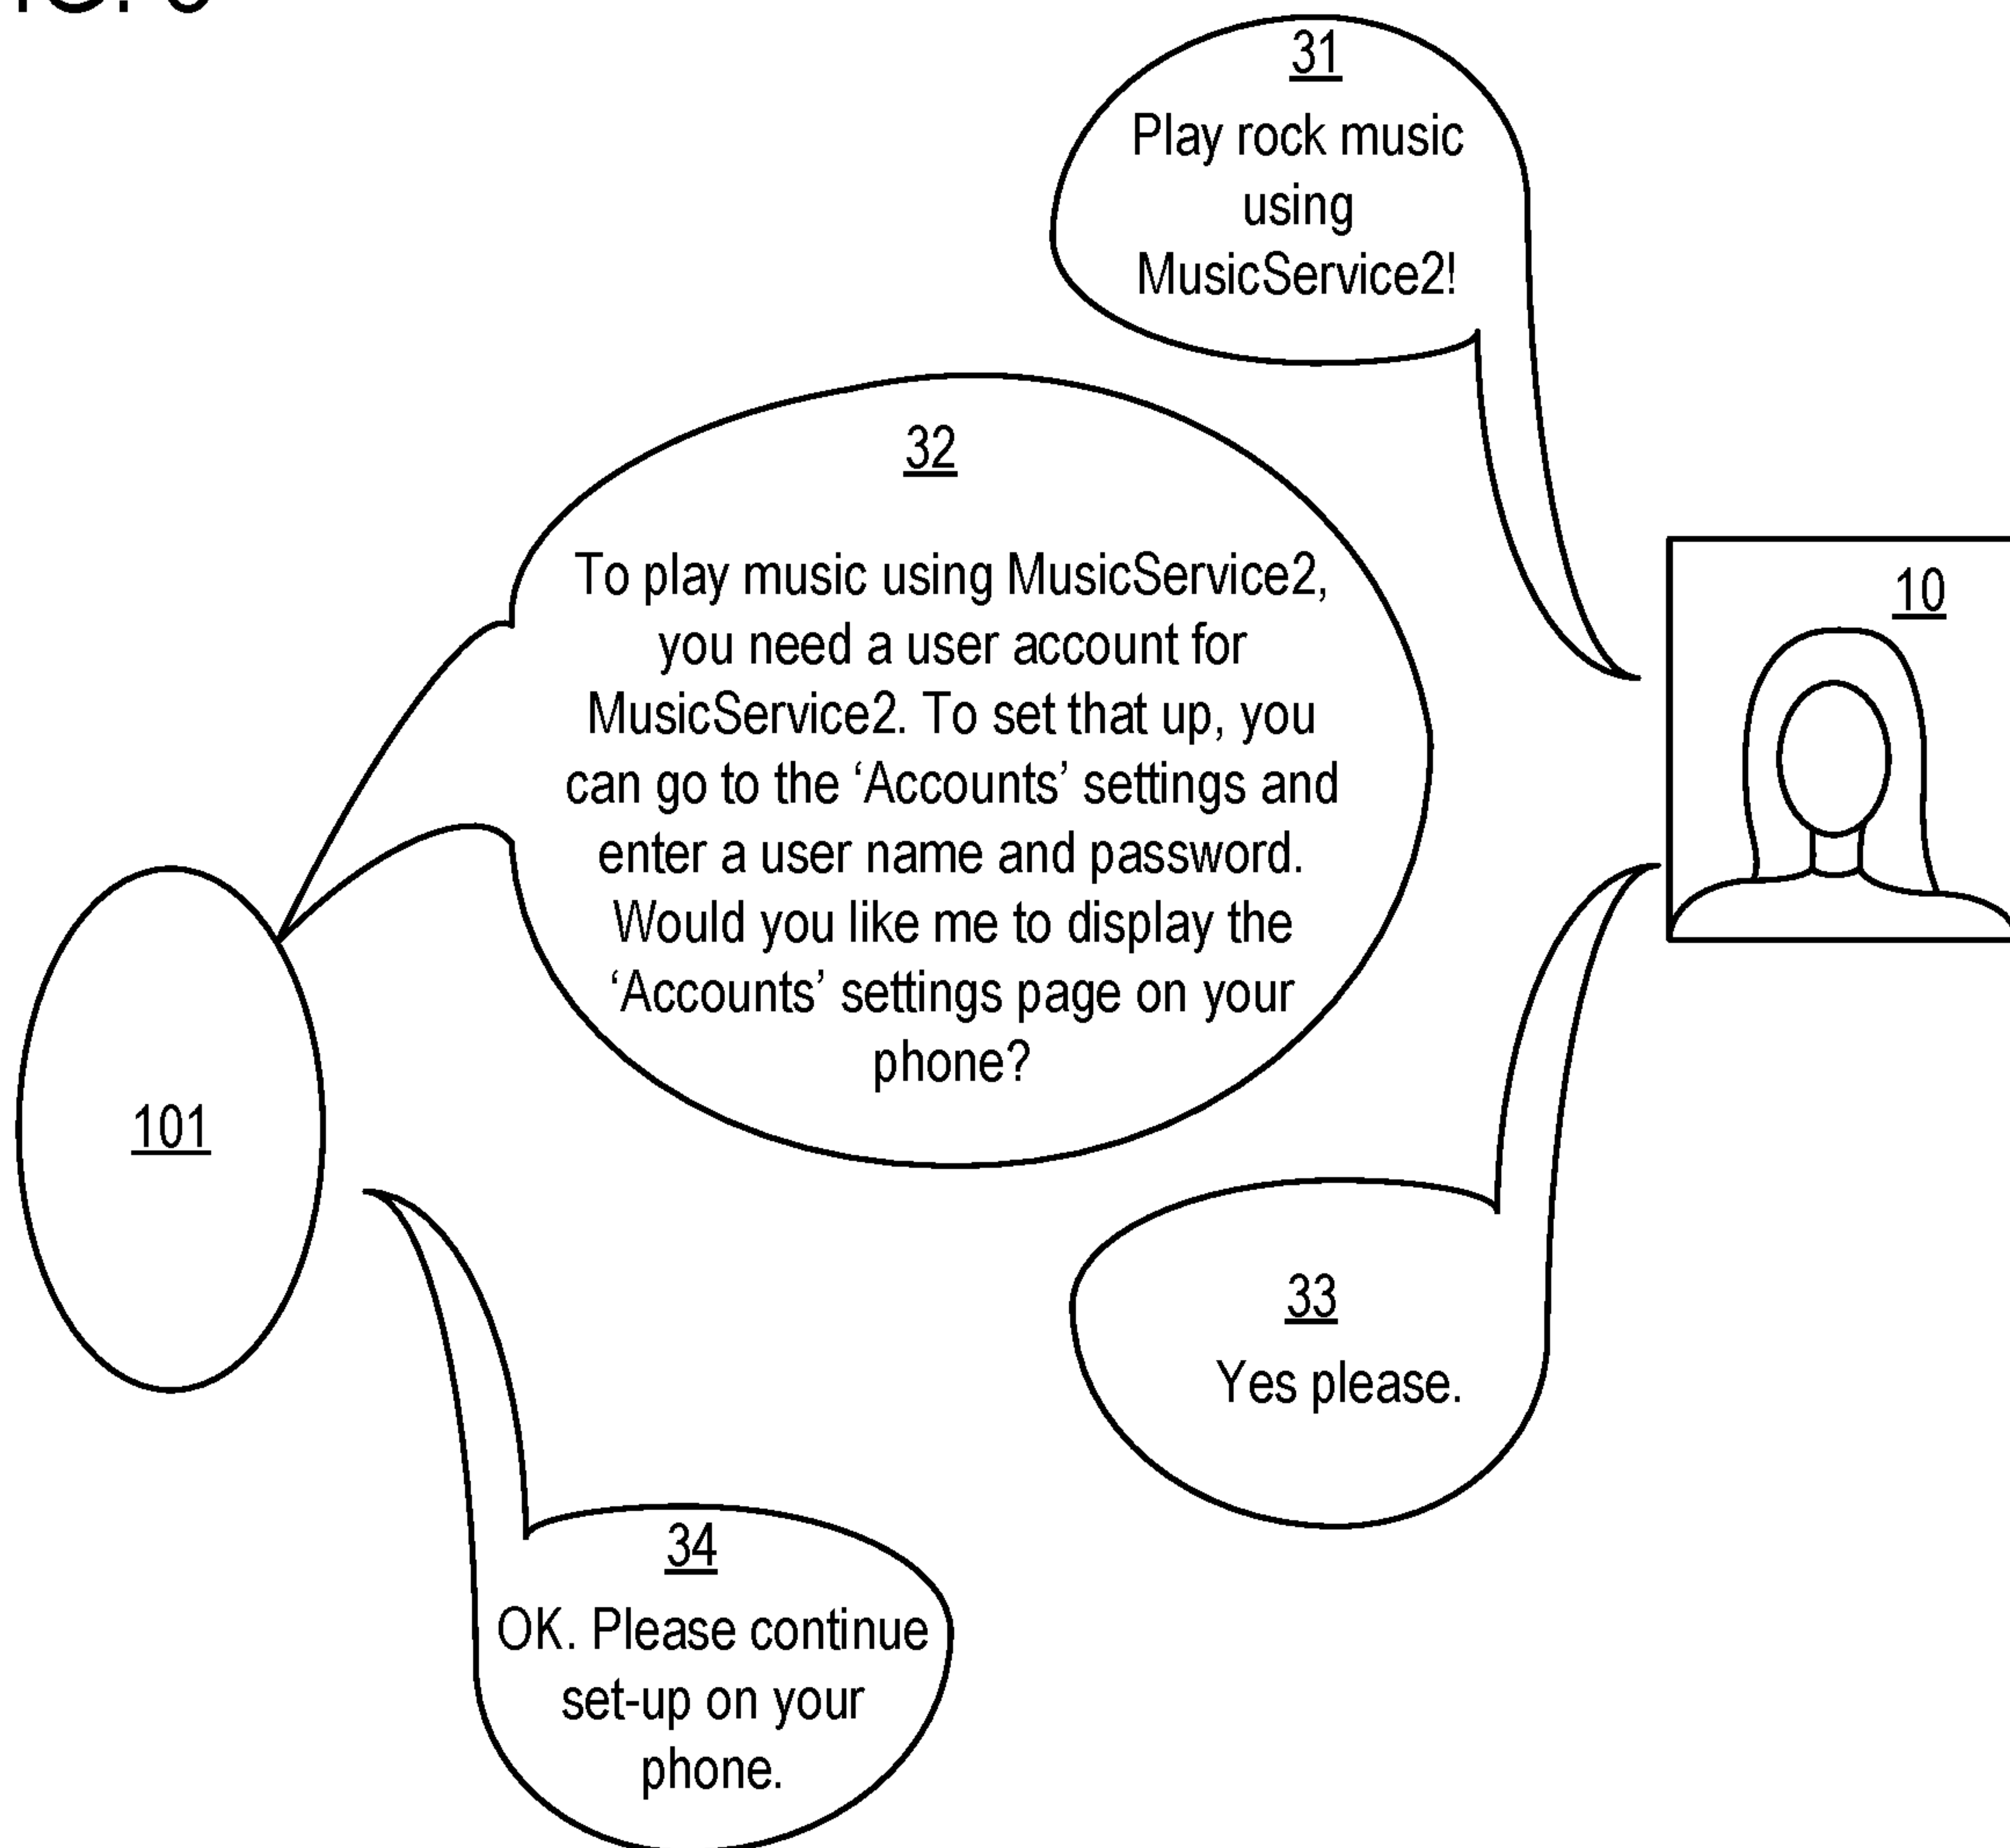 31
Play rock music
using
MusicService2!
32
To play music using MusicService2,
you need a user account for
MusicService2. To set that up, you
can go to the ‘Accounts’ settings and
enter a user name and password.
Would you like me to display the
‘Accounts’ settings page on your
phone?
10
101
33
Yes please.
34
OK. Please continue
set-up on your
phone.